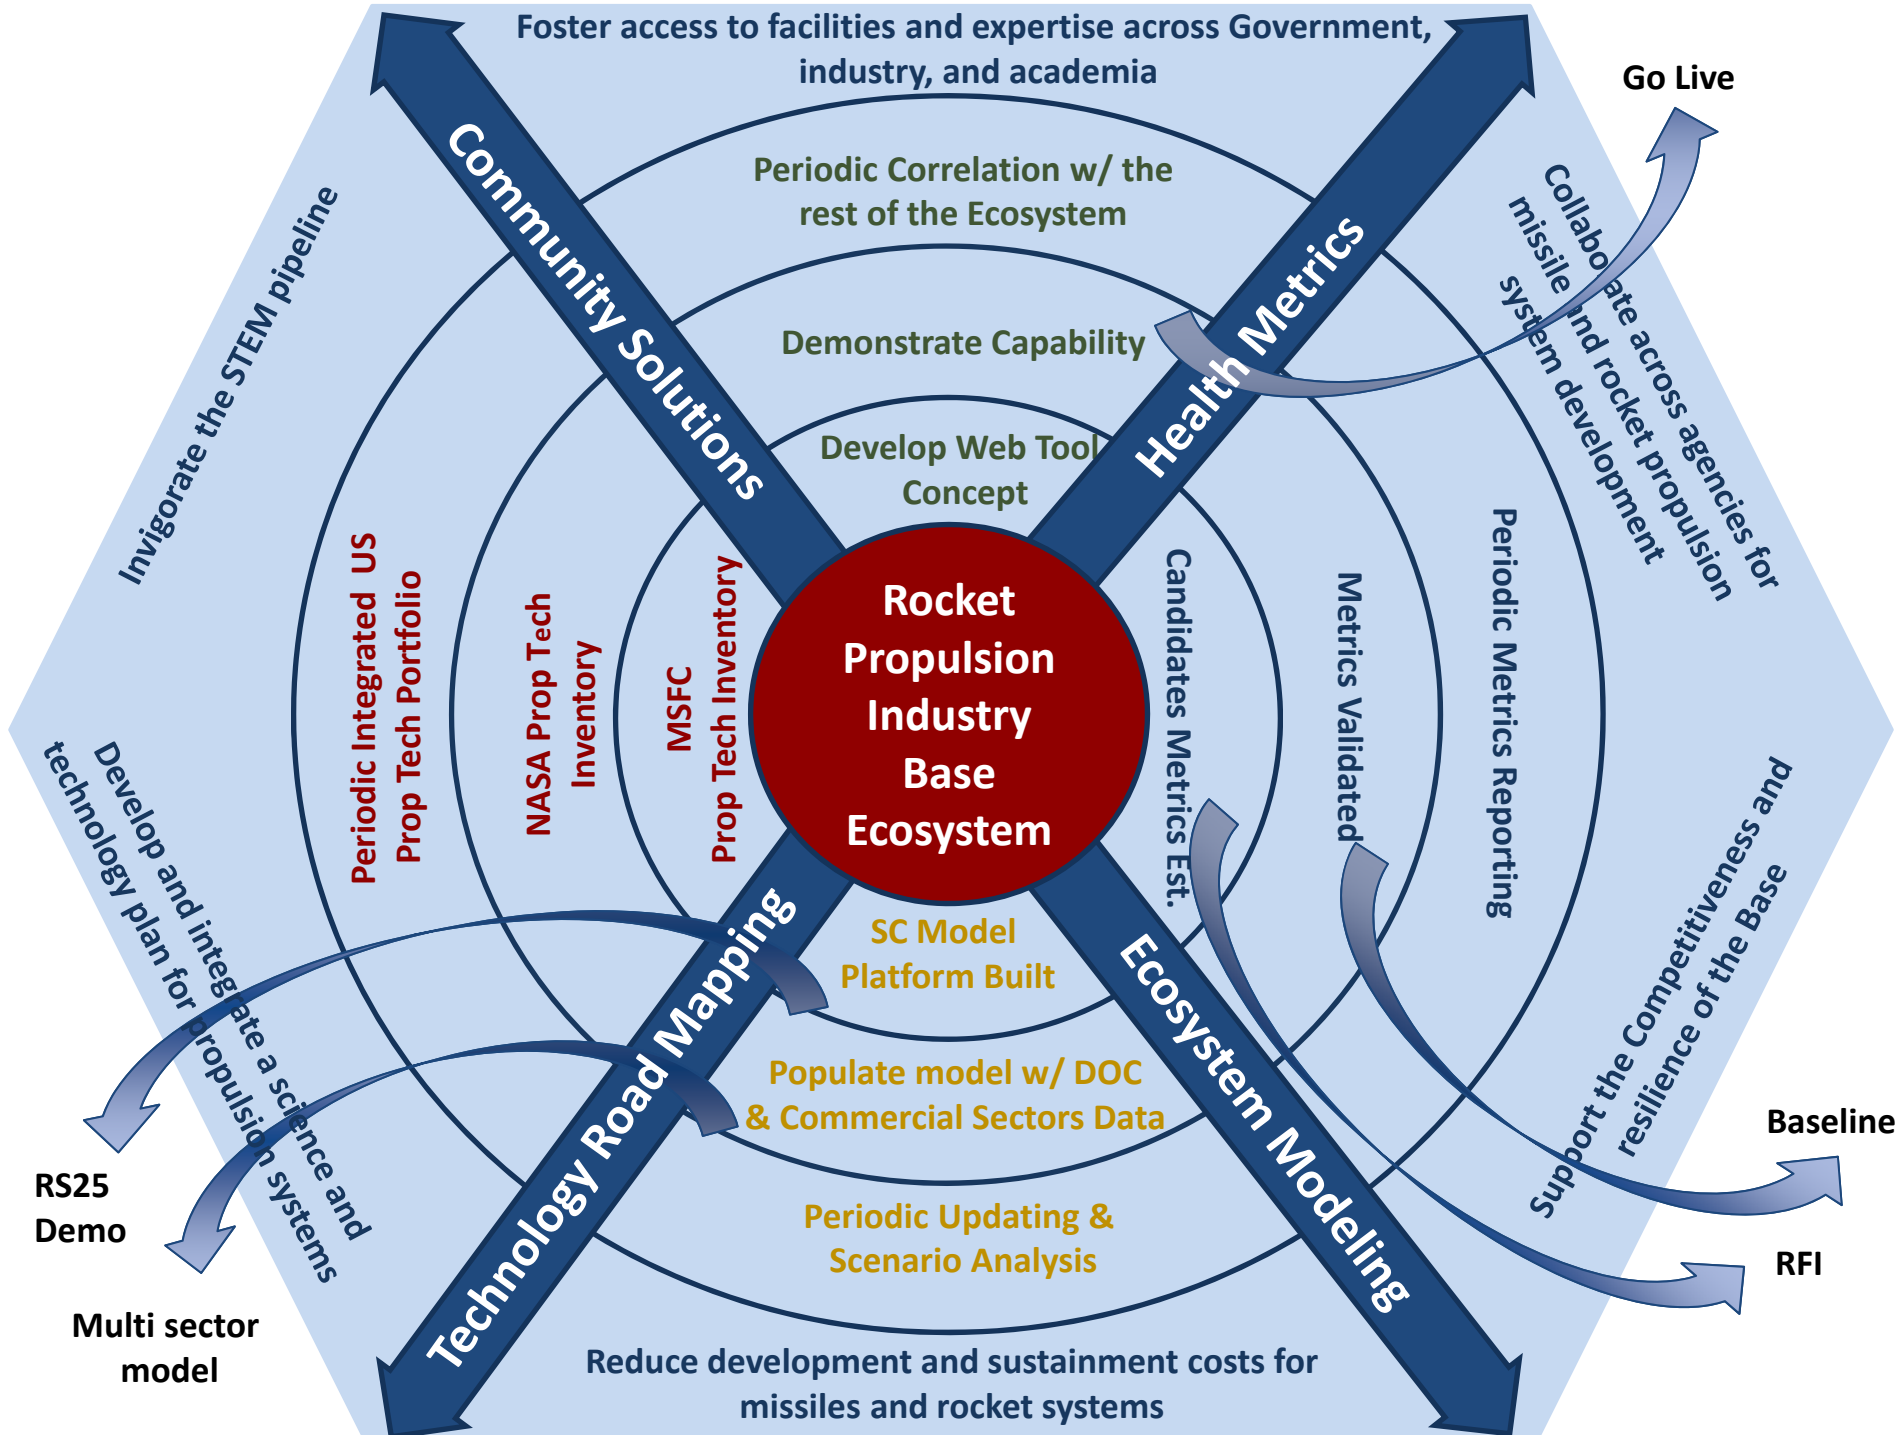 Foster access to facilities and expertise across Government,
industry, and academia
Go Live
Community Solutions
Health Metrics
Periodic Correlation w/ the
rest of the Ecosystem
Demonstrate Capability
Develop Web Tool
Concept
Invigorate the STEM pipeline
Collaborate across agencies for
missile and rocket propulsion
system development
Periodic Integrated US
Prop Tech Portfolio
NASA Prop Tech
Inventory
MSFC
Prop Tech Inventory
Rocket
Propulsion
Industry
Base
Ecosystem
Candidates Metrics Est.
Metrics Validated
Periodic Metrics Reporting
Develop and integrate a science and
technology plan for propulsion systems
SC Model
Platform Built
Populate model w/ DOC
& Commercial Sectors Data
Periodic Updating &
Scenario Analysis
Technology Road Mapping
Ecosystem Modeling
Support the Competitiveness and
resilience of the Base
Baseline
RFI
RS25
Demo
Multi sector
model
Reduce development and sustainment costs for
missiles and rocket systems